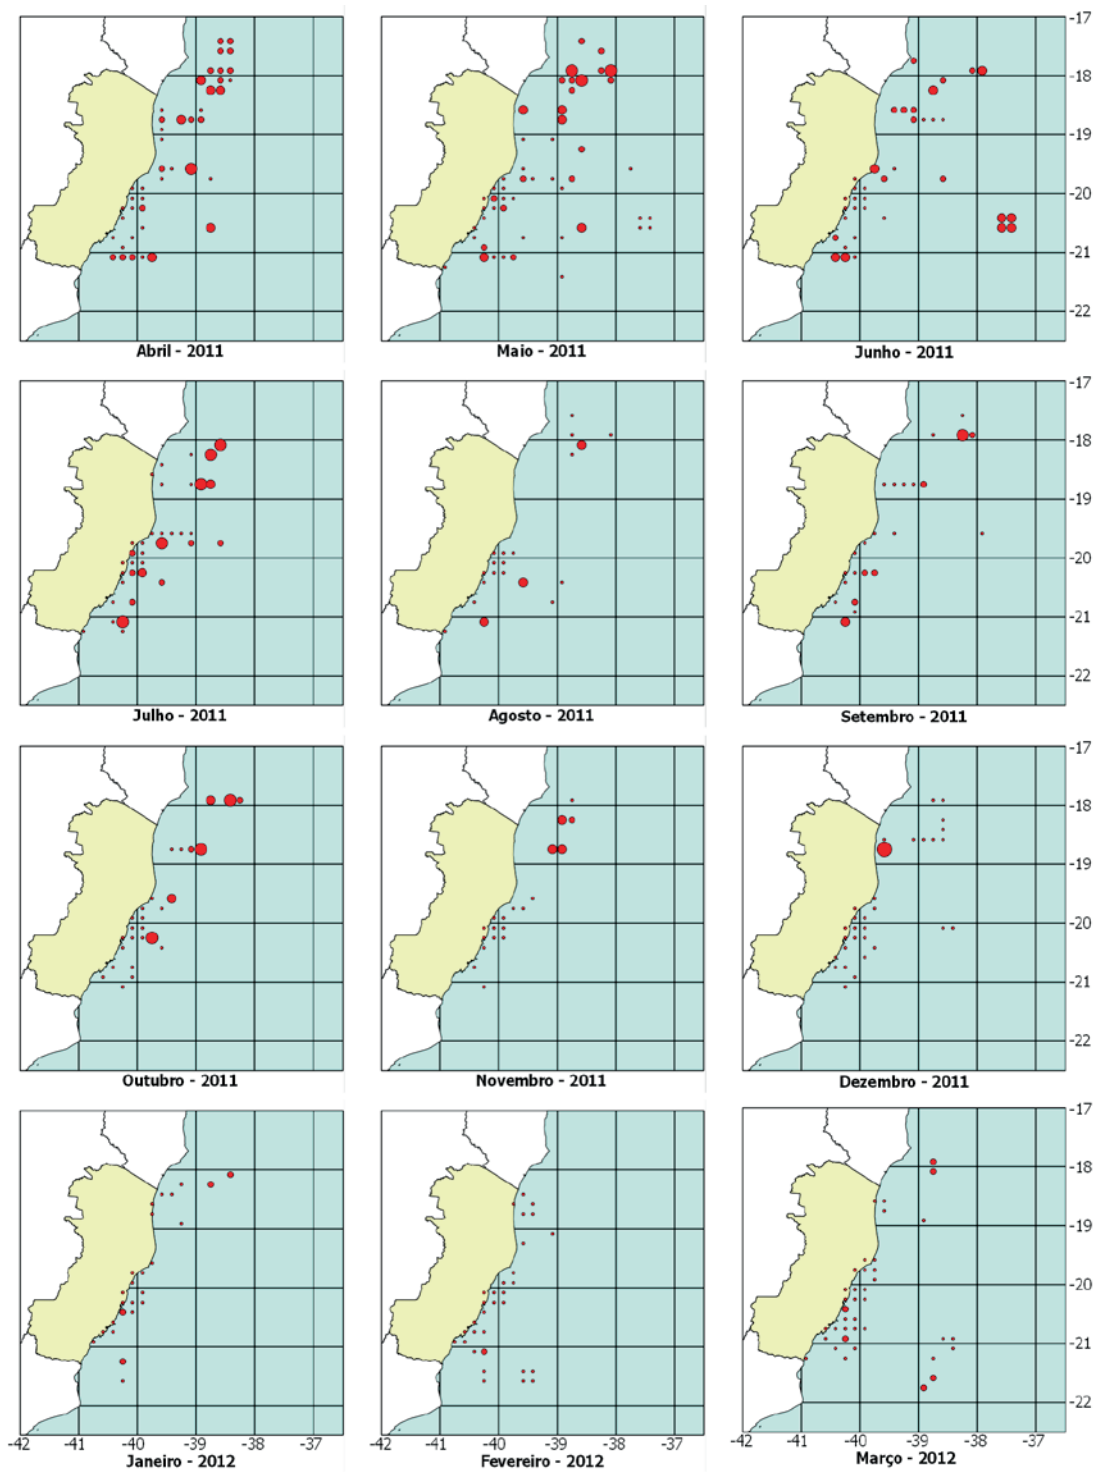 -17
-18
-19
-20
-21
-22
Abril - 2011
Maio - 2011
Junho - 2011
-17
-18
-19
-20
-21
-22
Julho - 2011
Agosto - 2011
Setembro - 2011
-17
-18
-19
-20
-21
-22
Outubro - 2011
Novembro - 2011
Dezembro - 2011
-17
-18
-19
-20
-21
-22
-42 -41 -40 -39 -38 -37
-42 -41 -40 -39 -38 -37
-42 -41 -40 -39 -38 -37
Janeiro - 2012
Fevereiro - 2012
Março - 2012